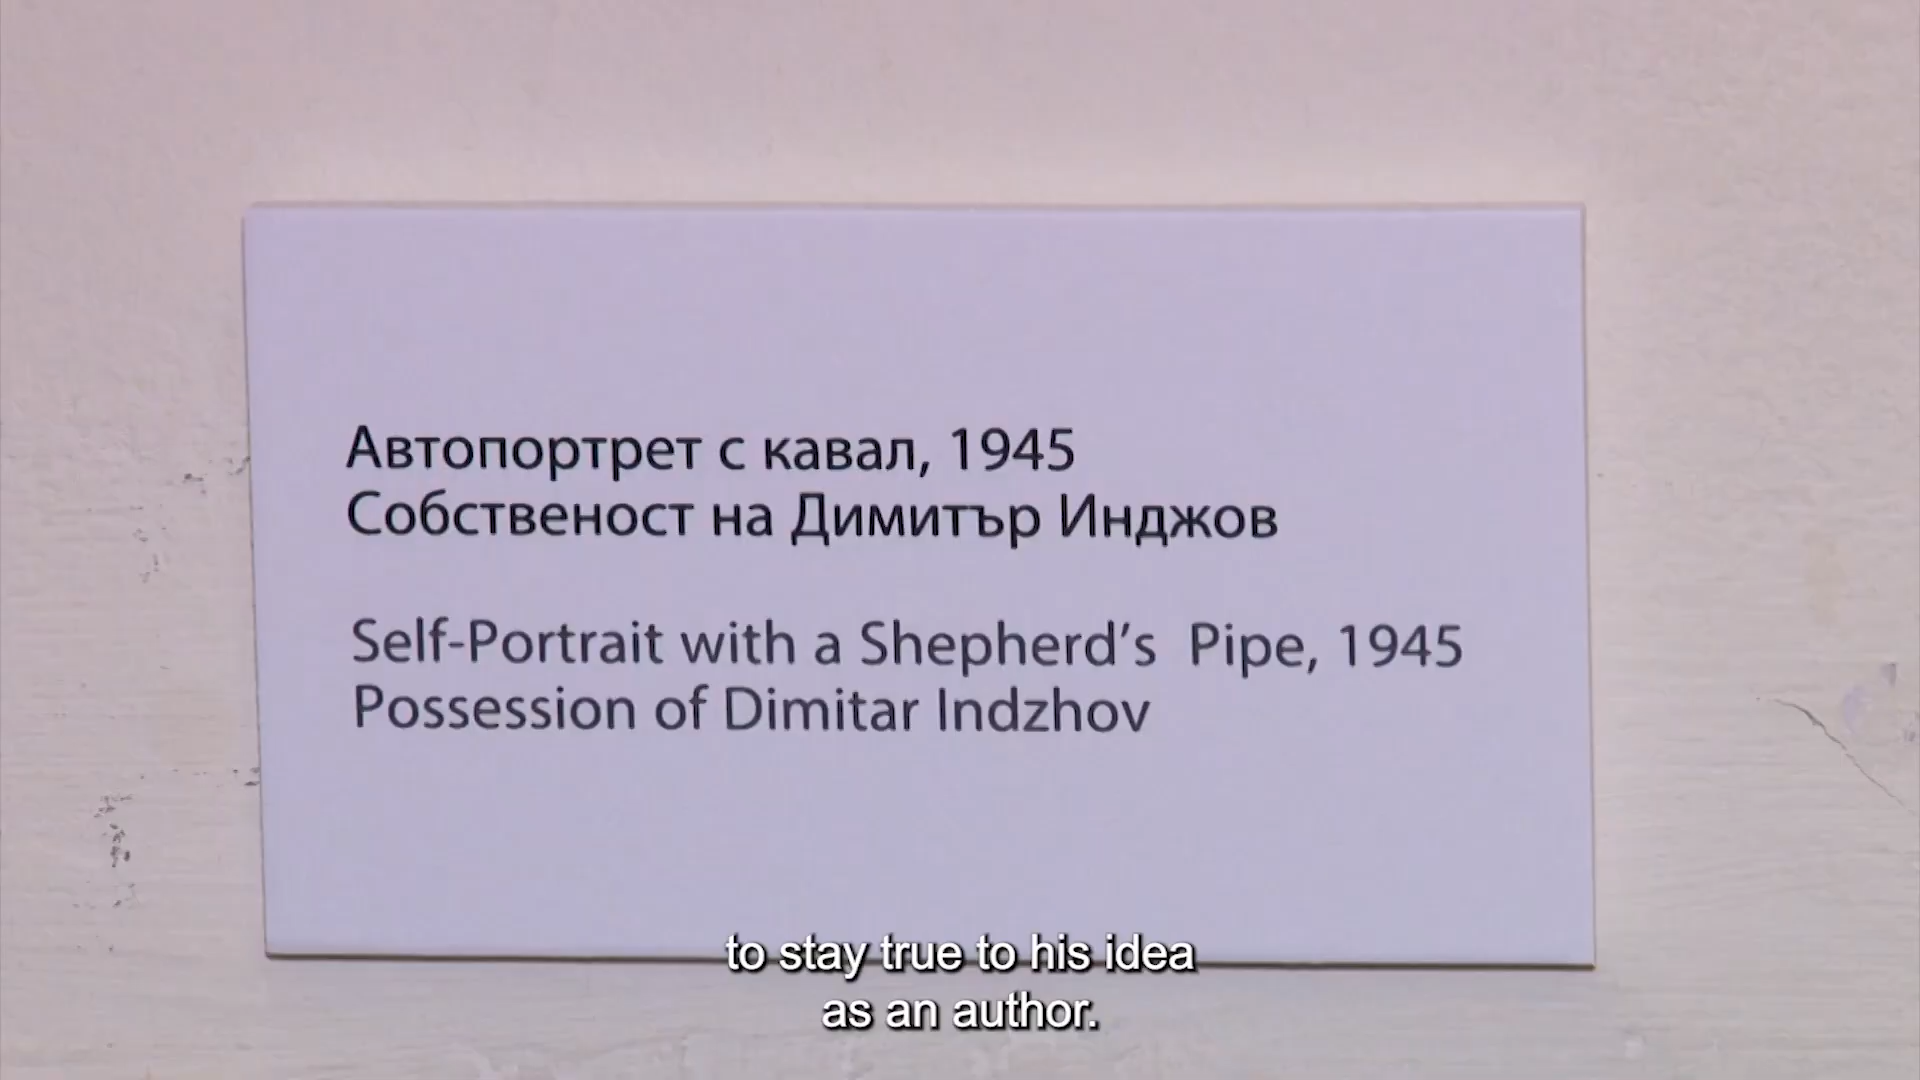 Автопортрет с кавал, 1945
Собственост на Димитър Инджов
Self-Portrait with a Shepherd's Pipe, 1945
Possession of Dimitar Indzhov
to stay true to his idea
as an author.